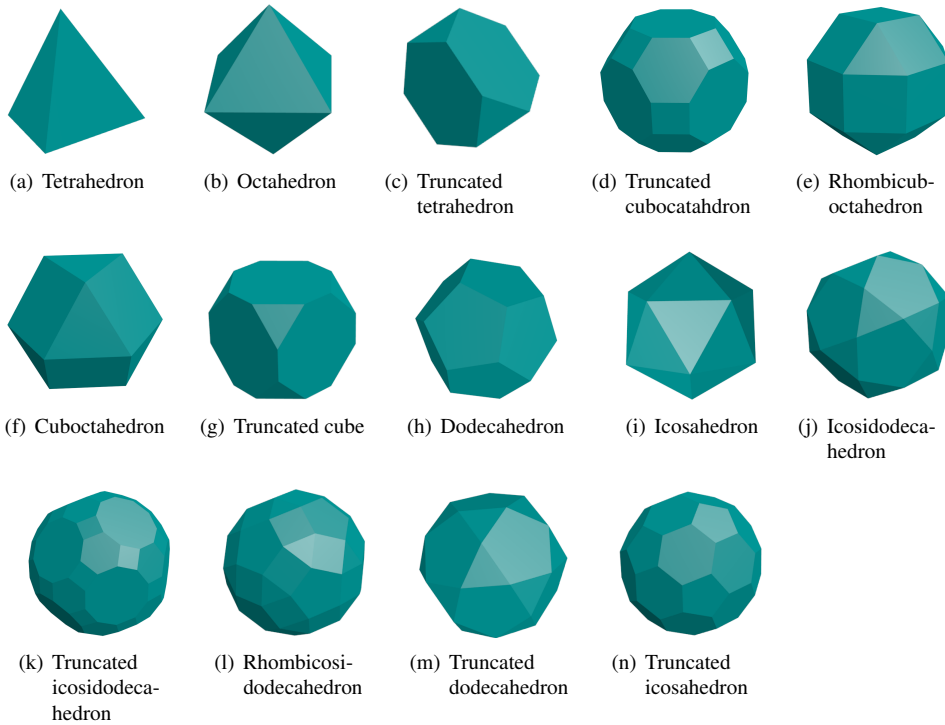 (a) Tetrahedron
(b) Octahedron
(c) Truncated
tetrahedron
(d) Truncated
cubocatahdron
(e) Rhombicub-
octahedron
(f) Cuboctahedron
(g) Truncated cube
(h) Dodecahedron
(i) Icosahedron
(j) Icosidodeca-
hedron
(k) Truncated
icosidodeca-
hedron
(l) Rhombicosi-
dodecahedron
(m) Truncated
dodecahedron
(n) Truncated
icosahedron